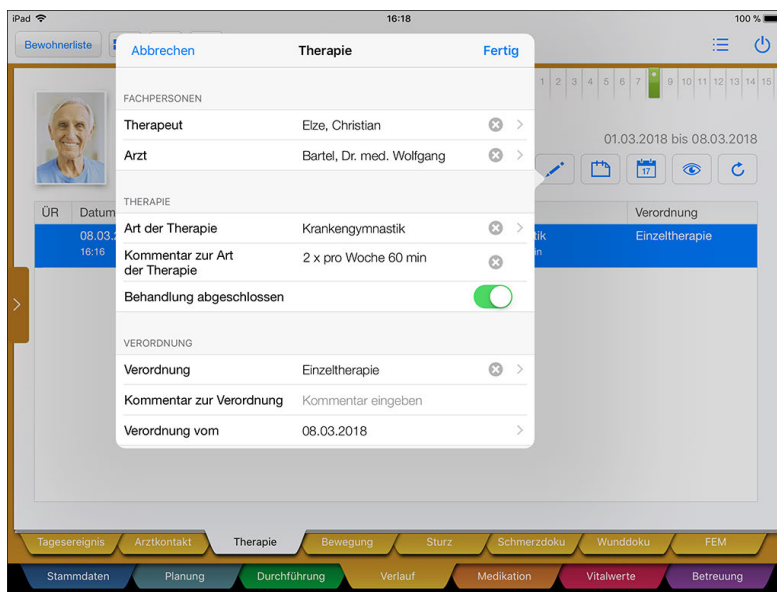 iPad 16:18 100 %
Bewohnerliste
Abbrechen Therapie Fertig
1 2 3 4 5 6 7 9 10 11 12 13 14 15
FACHPERSONEN
Therapeut Elze, Christian
01.03.2018 bis 08.03.2018
Arzt Bartel, Dr. med. Wolfgang
17
THERAPIE
ÜR Datum Verordnung
Art der Therapie Krankengymnastik
08.03. tik Einzeltherapie
16:16 in
Kommentar zur Art 2 x pro Woche 60 min
der Therapie
Behandlung abgeschlossen
VERORDNUNG
Verordnung Einzeltherapie
Kommentar zur Verordnung Kommentar eingeben
Verordnung vom 08.03.2018
Tagesereignis Arztkontakt Therapie Bewegung Sturz Schmerzdoku Wunddoku FEM
Stammdaten Planung Durchführung Verlauf Medikation Vitalwerte Betreuung